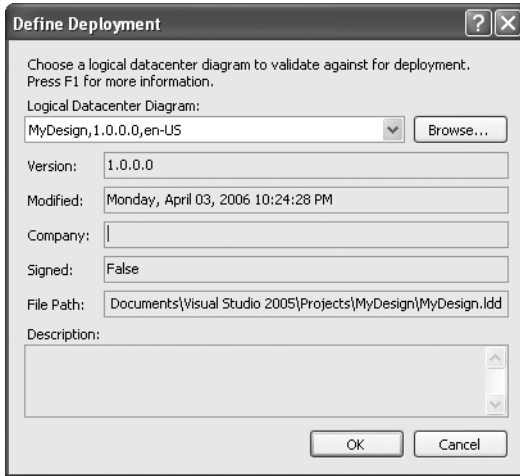 Define Deployment
Choose a logical datacenter diagram to validate against for deployment.
Press F1 for more information.
Logical Datacenter Diagram:
MyDesign,1.0.0.0,en-US
Browse...
Version: 1.0.0.0
Modified: Monday, April 03, 2006 10:24:28 PM
Company:
Signed: False
File Path: Documents\Visual Studio 2005\Projects\MyDesign\MyDesign.ldd
Description:
OK Cancel